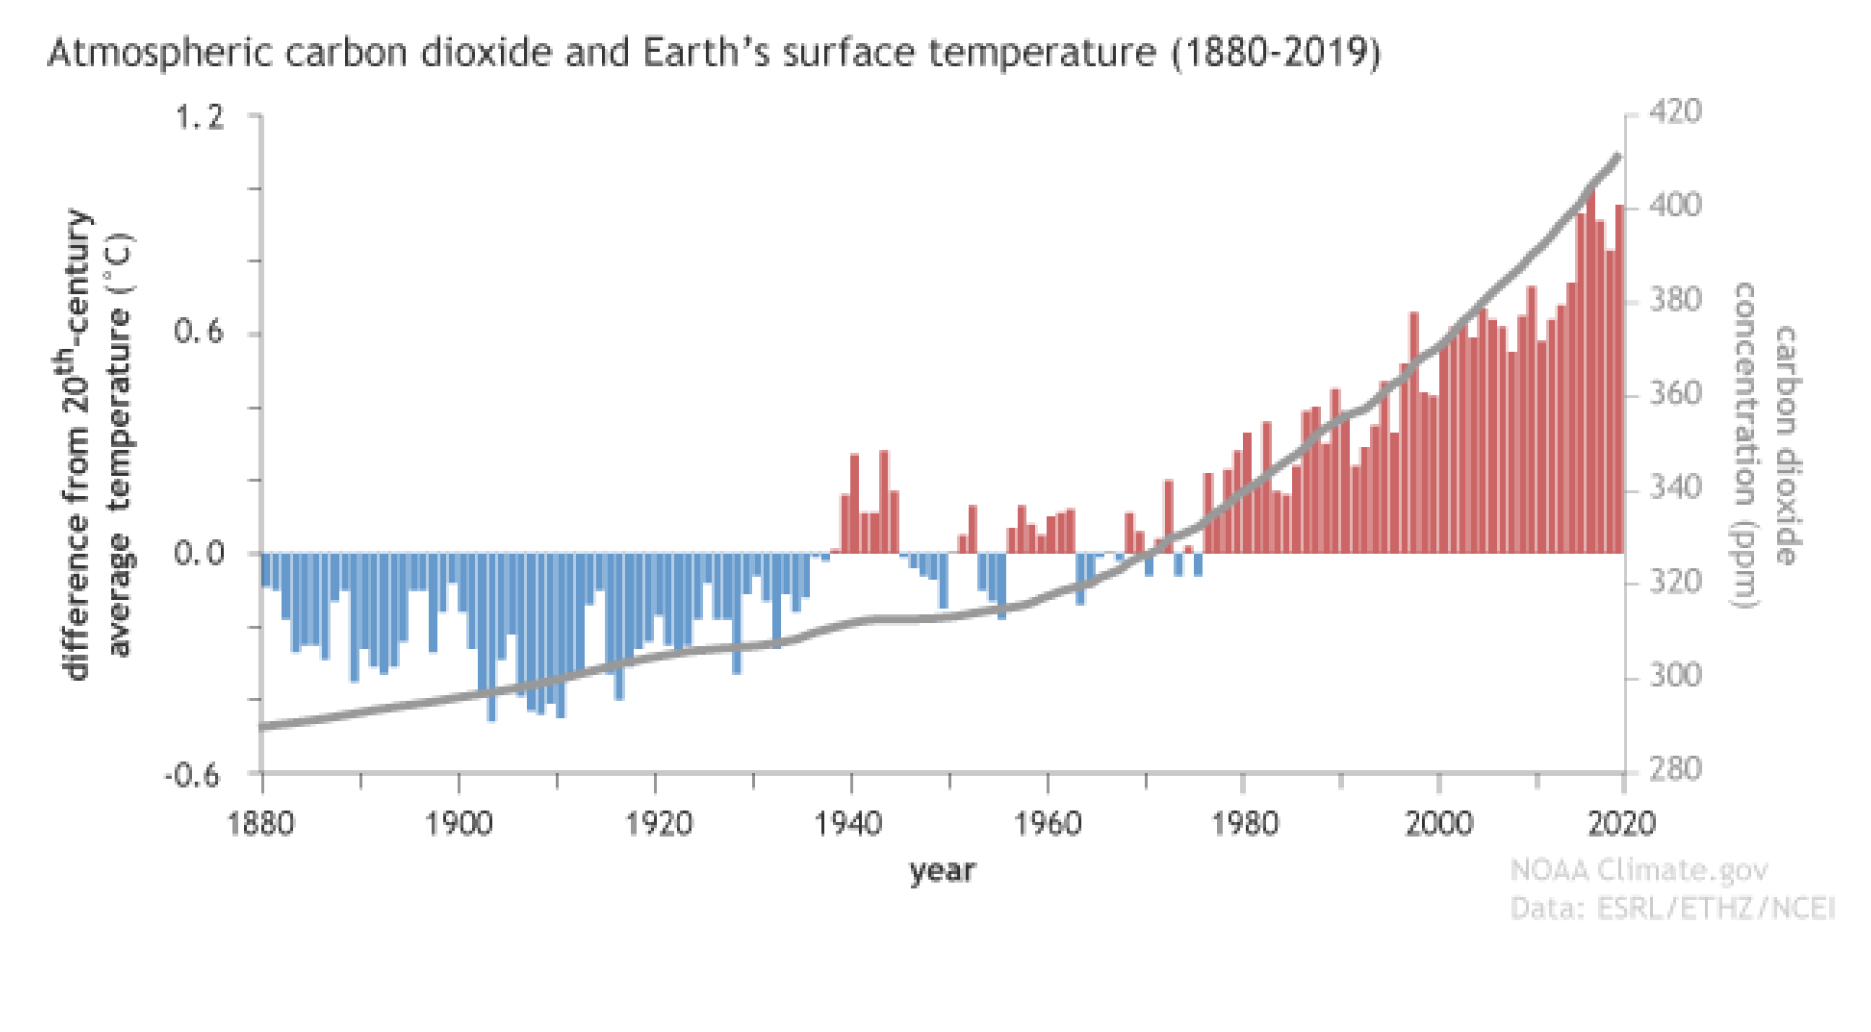 Atmospheric carbon dioxide and Earth's surface temperature (1880-2019)
difference from 20th-century
average temperature (°C)
1.2
0.6
0.0
-0.6
420
400
380
360
340
320
300
280
carbon dioxide
concentration (ppm)
1880
1900
1920
1940
1960
1980
2000
2020
year
NOAA Climate.gov
Data: ESRL/ETHZ/NCEI